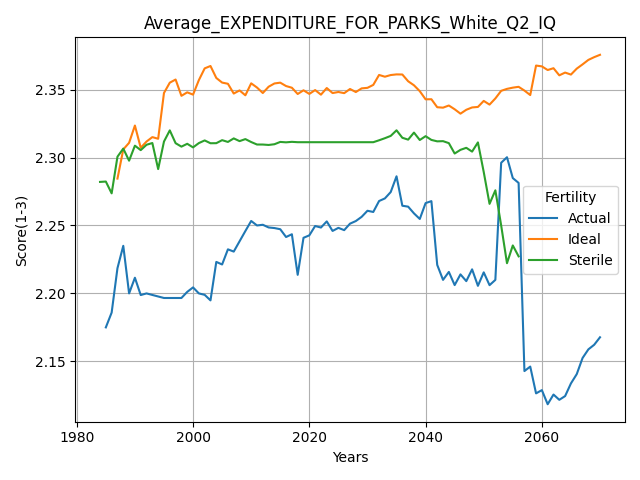 Average_EXPENDITURE_FOR_PARKS_White_Q2_IQ
Score(1-3)
2.35
2.30
2.25
2.20
2.15
Fertility
Actual
Ideal
Sterile
1980 2000 2020 2040 2060
Years